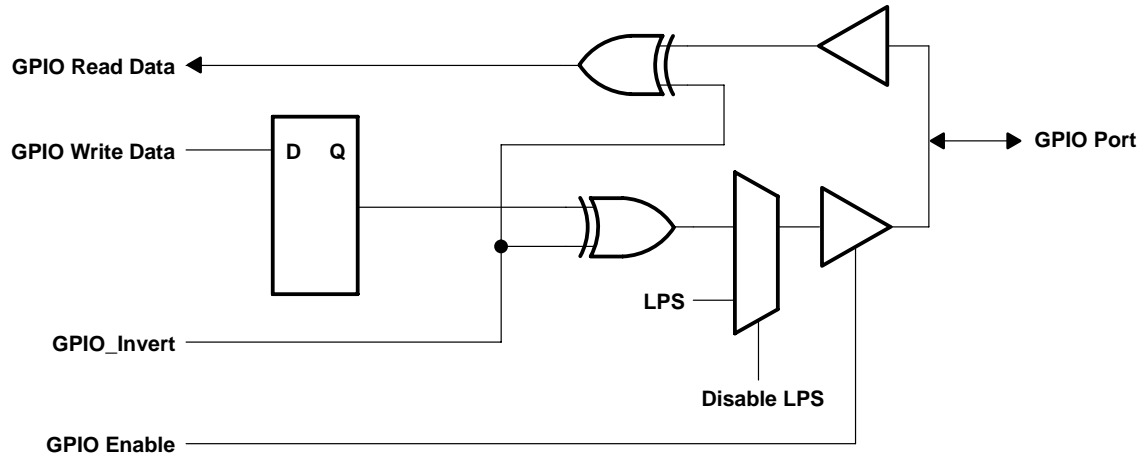 GPIO Read Data
GPIO Write Data
D Q
GPIO Port
LPS
GPIO_Invert
Disable LPS
GPIO Enable